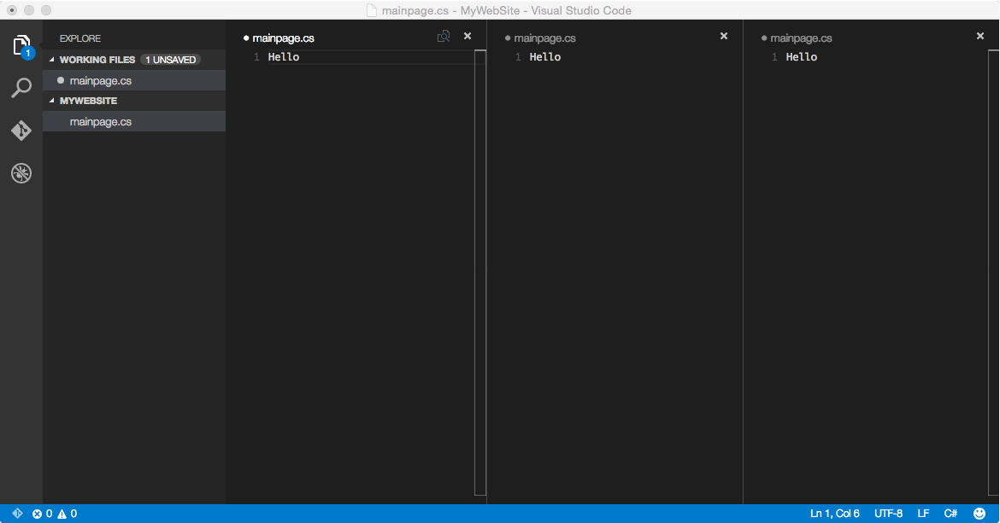 mainpage.cs - MyWebSite - Visual Studio Code
1
EXPLORE
WORKING FILES 1 UNSAVED
mainpage.cs
MYWEBSITE
mainpage.cs
mainpage.cs
1 Hello
mainpage.cs
1 Hello
mainpage.cs
1 Hello
0 0
Ln 1, Col 6 UTF-8 LF C#